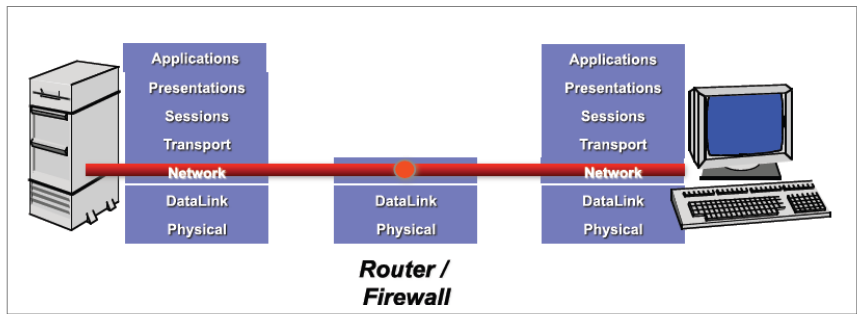 Applications
Presentations
Sessions
Transport
Network
DataLink
Physical
DataLink
Physical
Router /
Firewall
Applications
Presentations
Sessions
Transport
Network
DataLink
Physical